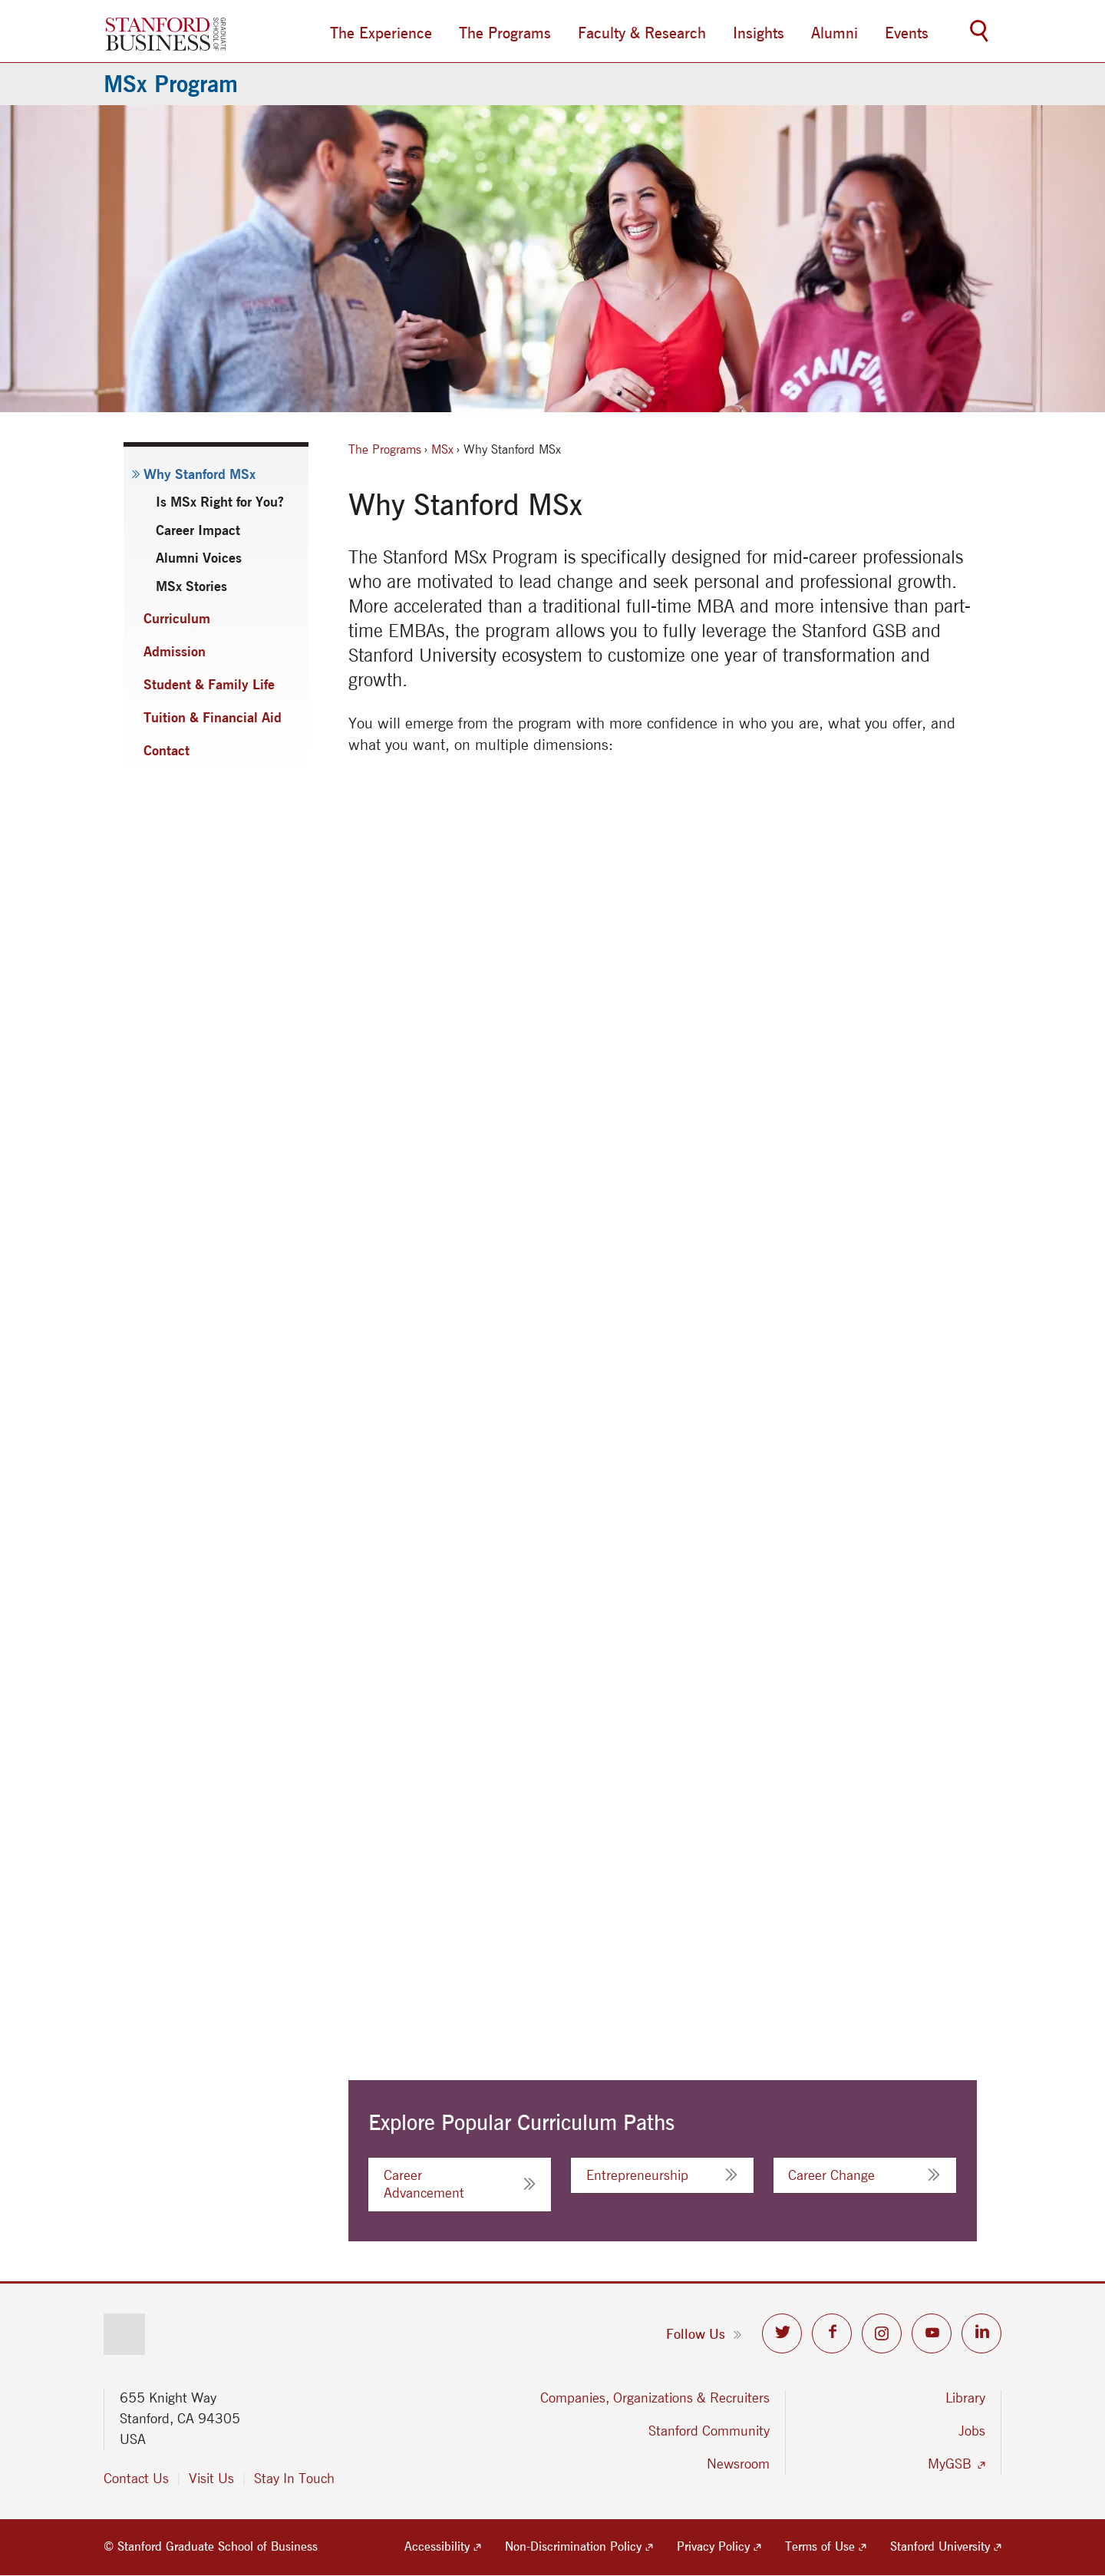 STANFORD
BUSINESS
GRADUATE
SCHOOL OF
The Experience
The Programs
Faculty & Research
Insights
Alumni
Events
MSx Program
STANFORD
Why Stanford MSx
Is MSx Right for You?
Career Impact
Alumni Voices
MSx Stories
Curriculum
Admission
Student & Family Life
Tuition & Financial Aid
Contact
The Programs › MSx › Why Stanford MSx
Why Stanford MSx
The Stanford MSx Program is specifically designed for mid-career professionals
who are motivated to lead change and seek personal and professional growth.
More accelerated than a traditional full-time MBA and more intensive than part-
time EMBAs, the program allows you to fully leverage the Stanford GSB and
Stanford University ecosystem to customize one year of transformation and
growth.
You will emerge from the program with more confidence in who you are, what you offer, and
what you want, on multiple dimensions:
Explore Popular Curriculum Paths
Career
Advancement
Entrepreneurship
Career Change
Follow Us
655 Knight Way
Stanford, CA 94305
USA
Contact Us
Visit Us
Stay In Touch
Companies, Organizations & Recruiters
Stanford Community
Newsroom
Library
Jobs
MyGSB
© Stanford Graduate School of Business
Accessibility
Non-Discrimination Policy
Privacy Policy
Terms of Use
Stanford University